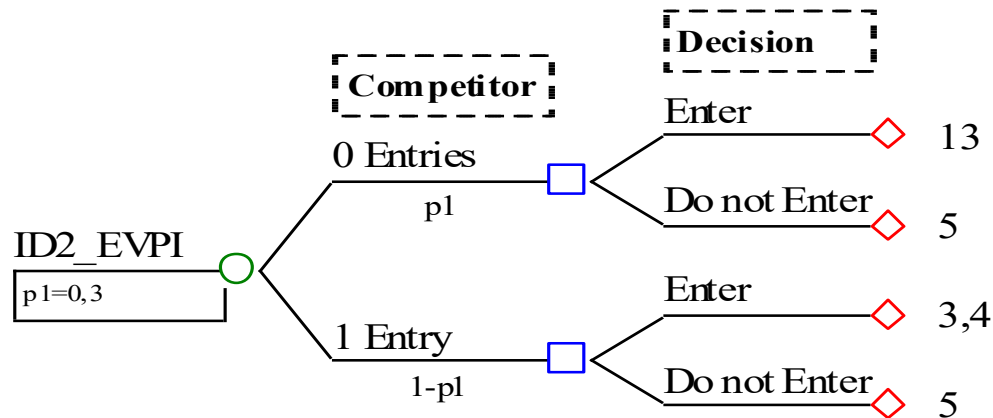 Decision
Competitor
Enter
13
0 Entries
p1
Do not Enter
5
ID2_EVPI
p1=0,3
Enter
3,4
1 Entry
1-p1
Do not Enter
5